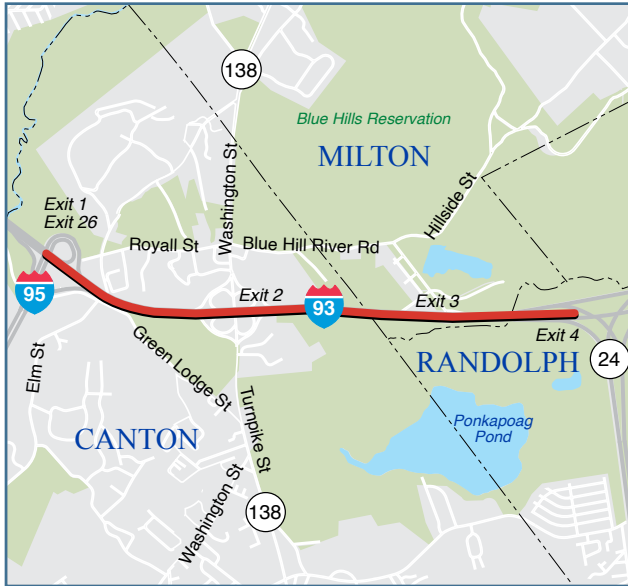 138
Blue Hills Reservation
MILTON
Exit 1
Exit 26
Washington St
Hillside St
Royall St
Blue Hill River Rd
95
Exit 2
93
Exit 3
Exit 4
Green Lodge St
Elm St
RANDOLPH
24
Turnpike St
Ponkapoag
Pond
CANTON
Washington St
138